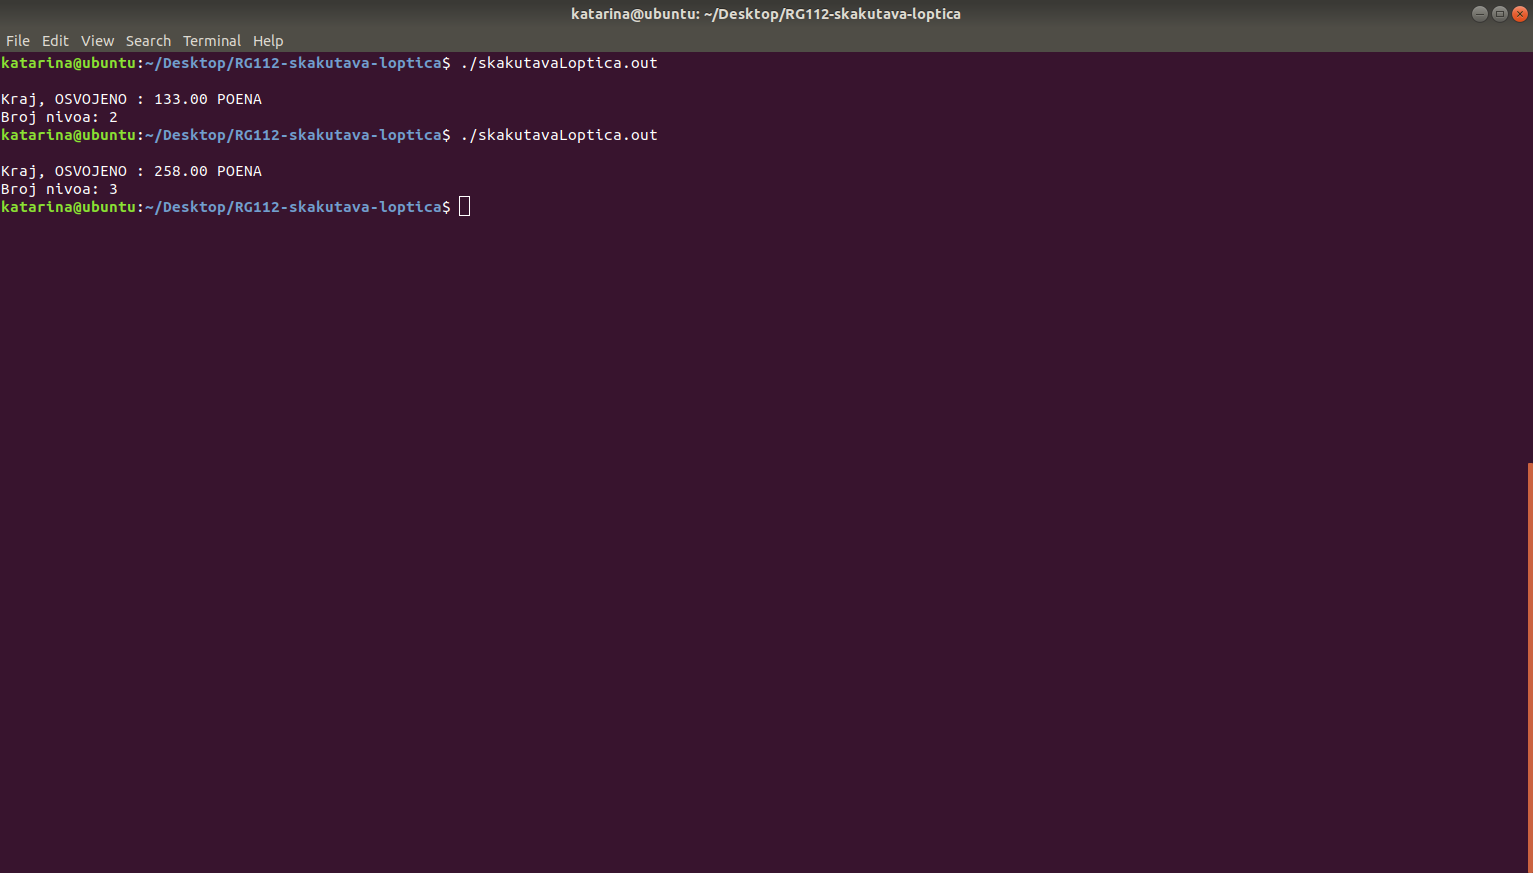 katarina@ubuntu: ~/Desktop/RG112-skakutava-loptica
File Edit View Search Terminal Help
katarina@ubuntu:~/Desktop/RG112-skakutava-loptica$ ./skakutavaLoptica.out
Kraj, OSVOJENO : 133.00 POENA
Broj nivoa: 2
katarina@ubuntu:~/Desktop/RG112-skakutava-loptica$ ./skakutavaLoptica.out
Kraj, OSVOJENO : 258.00 POENA
Broj nivoa: 3
katarina@ubuntu:~/Desktop/RG112-skakutava-loptica$